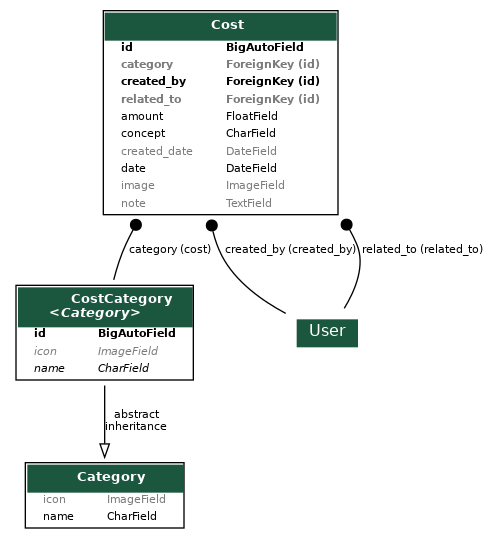 Cost
id BigAutoField
category ForeignKey (id)
created_by ForeignKey (id)
related_to ForeignKey (id)
amount FloatField
concept CharField
created_date DateField
date DateField
image ImageField
note TextField
category (cost) created_by (created_by) related_to (related_to)
CostCategory
<Category>
id BigAutoField
icon ImageField
name CharField
User
abstract
inheritance
Category
icon ImageField
name CharField